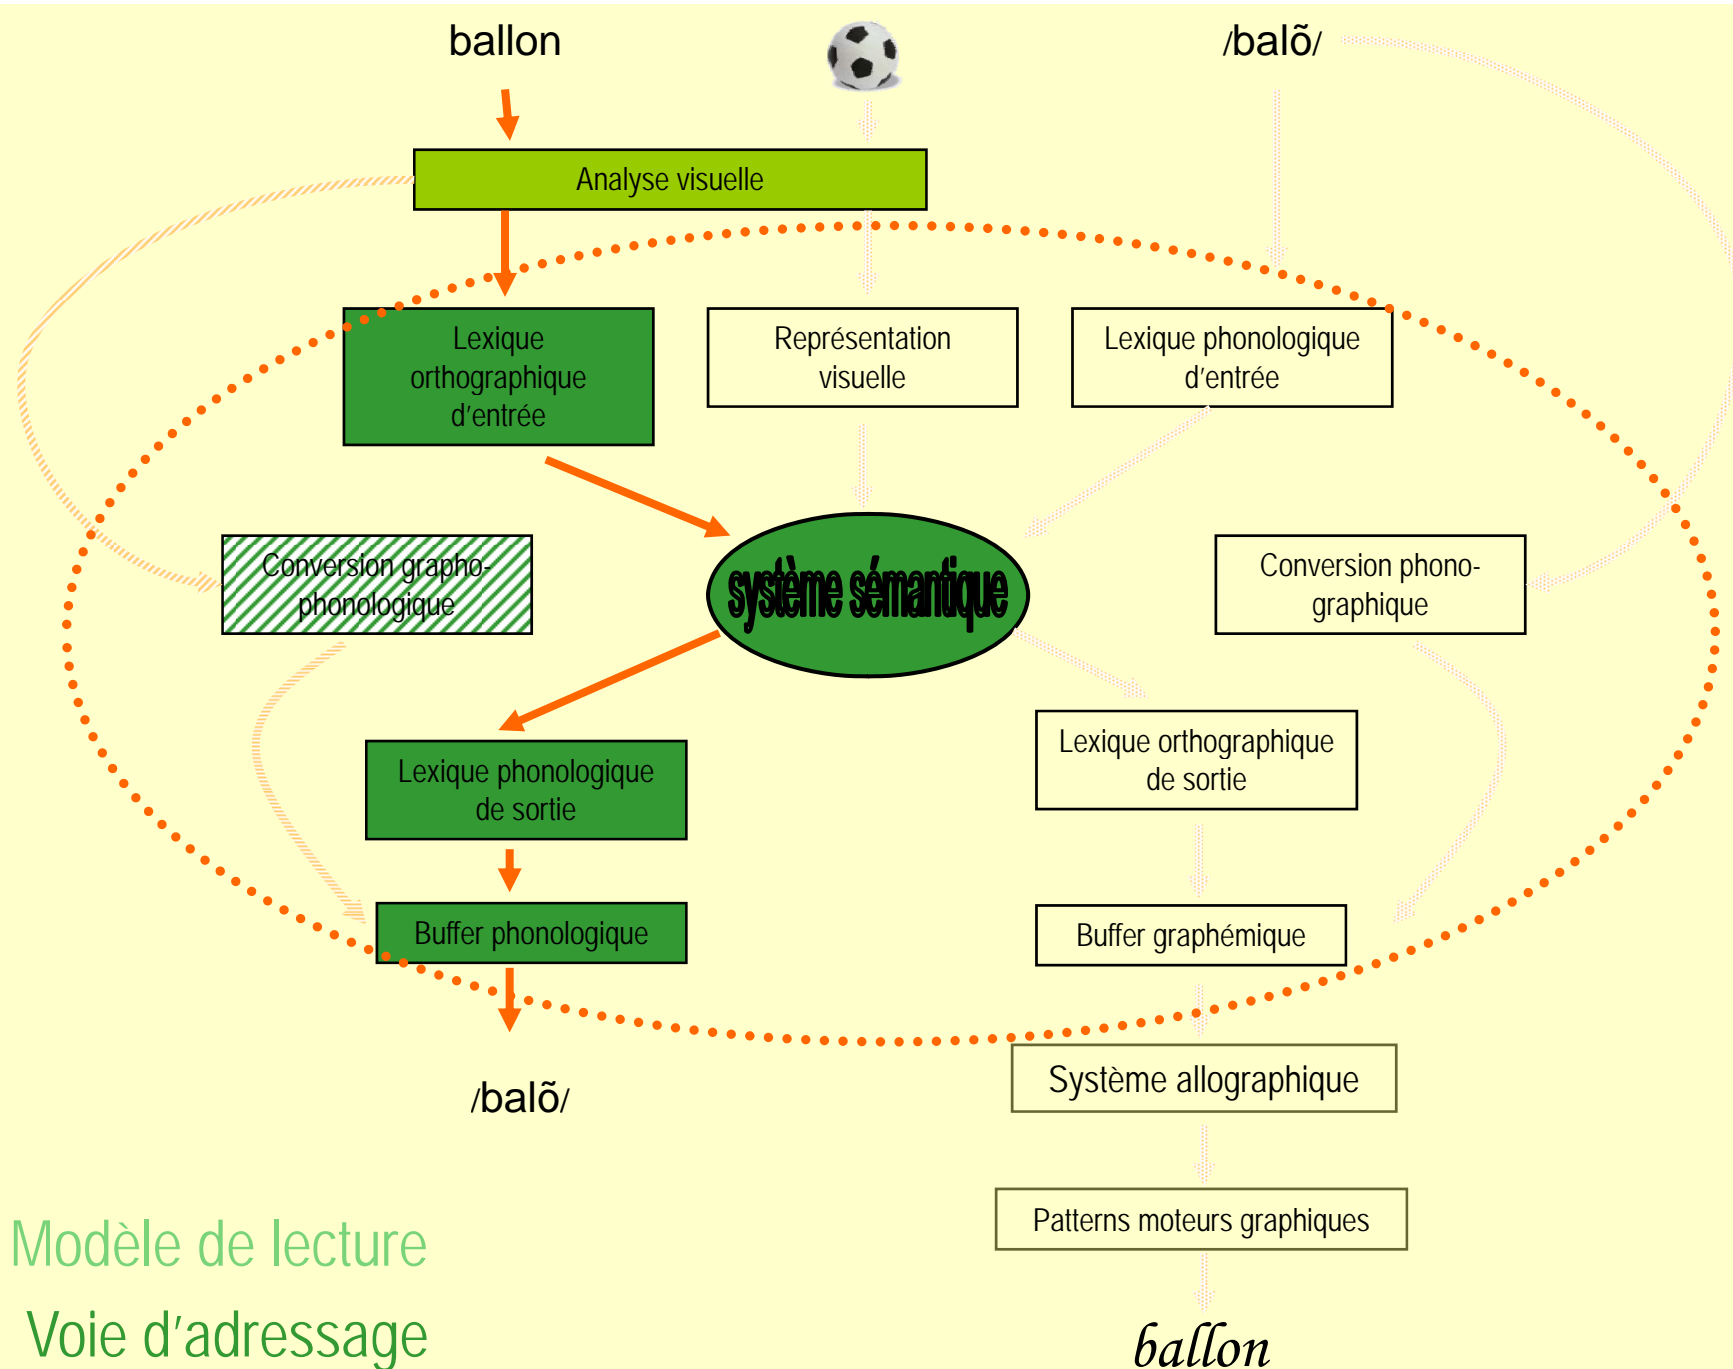 ballon
/balõ/
Analyse visuelle
Lexique
orthographique
d'entrée
Représentation
visuelle
Lexique phonologique
d'entrée
Conversion grapho-
phonologique
système sémantique
Conversion phono-
graphique
Lexique phonologique
de sortie
Lexique orthographique
de sortie
Buffer phonologique
Buffer graphémique
/balõ/
Système allographique
Patterns moteurs graphiques
ballon
Modèle de lecture
Voie d'adressage